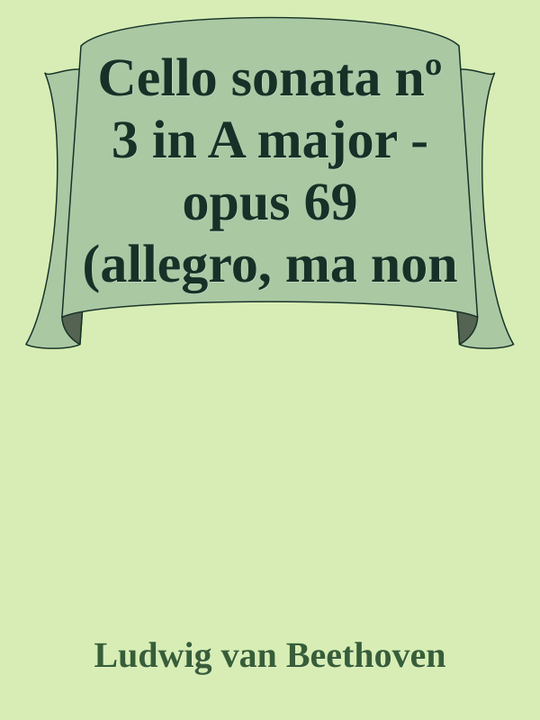 Cello sonata nº
3 in A major -
opus 69
(allegro, ma non
Ludwig van Beethoven